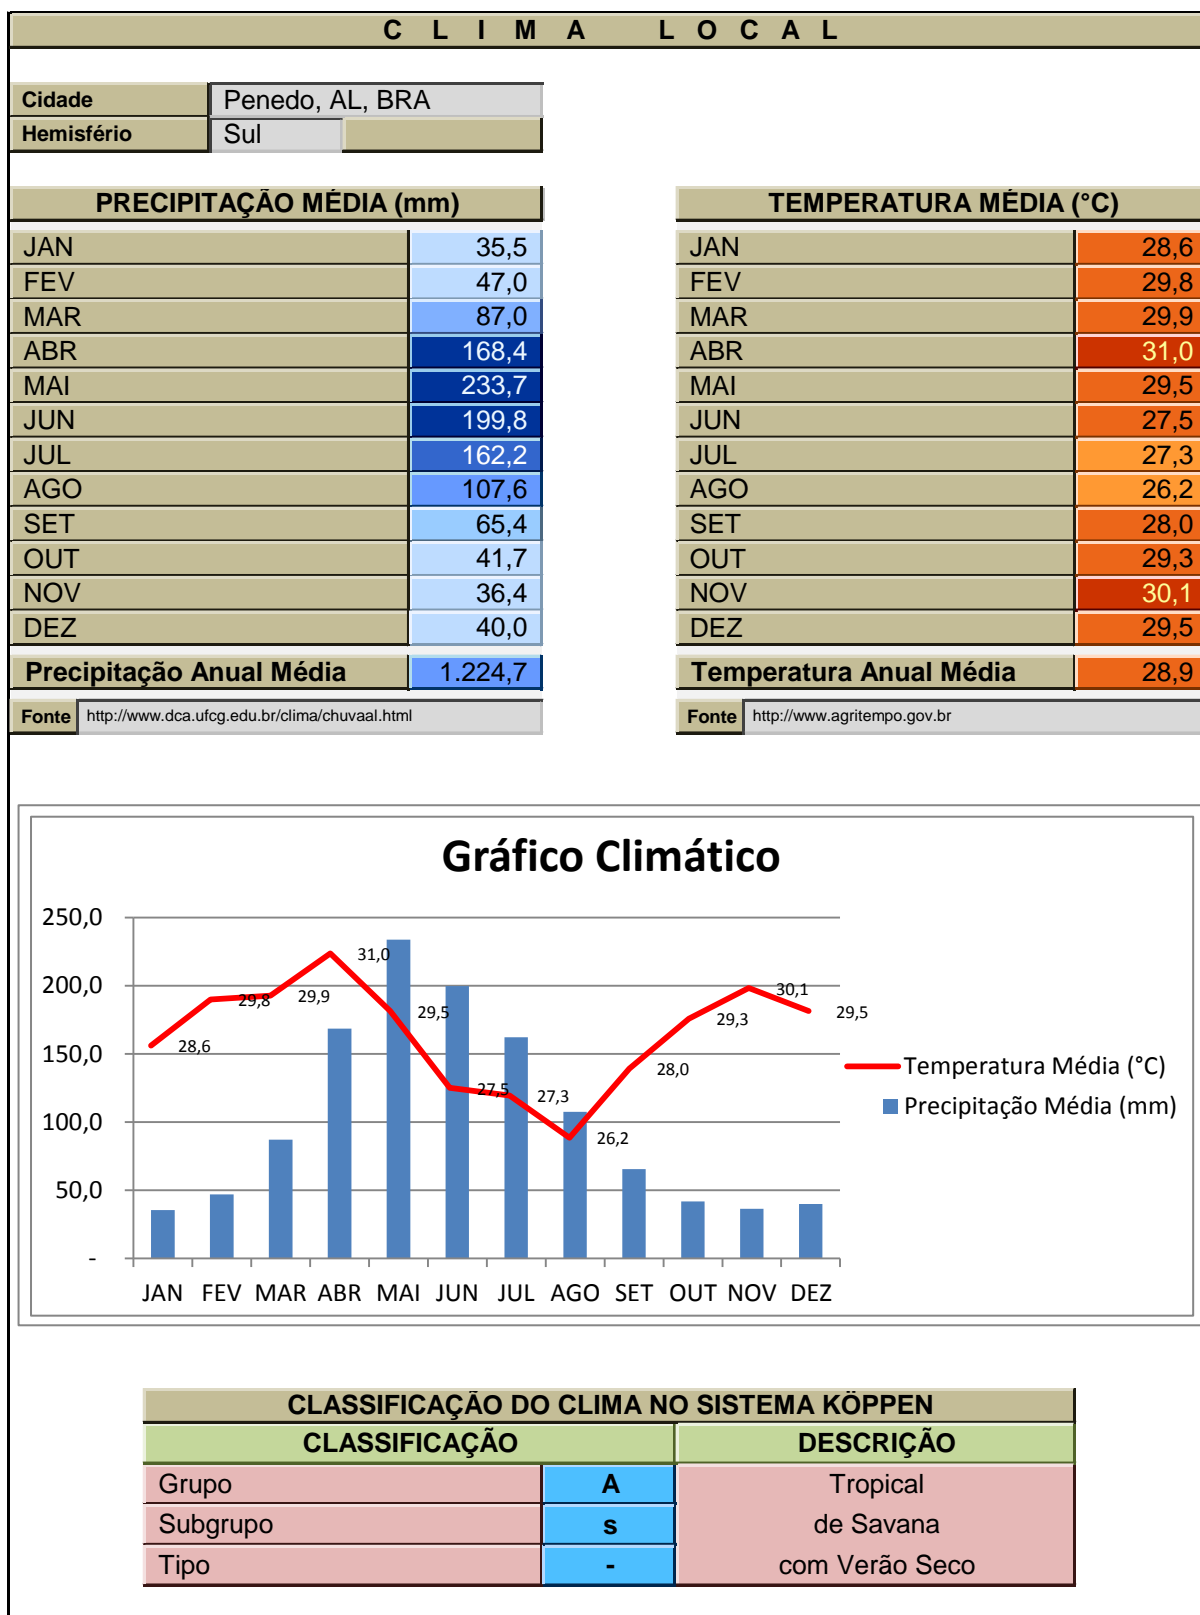 C L I M A L O C A L
Cidade Penedo, AL, BRA
Hemisfério Sul
PRECIPITAÇÃO MÉDIA (mm)
JAN 35,5
FEV 47,0
MAR 87,0
ABR 168,4
MAI 233,7
JUN 199,8
JUL 162,2
AGO 107,6
SET 65,4
OUT 41,7
NOV 36,4
DEZ 40,0
Precipitação Anual Média 1.224,7
Fonte http://www.dca.ufcg.edu.br/clima/chuvaal.html
TEMPERATURA MÉDIA (°C)
JAN 28,6
FEV 29,8
MAR 29,9
ABR 31,0
MAI 29,5
JUN 27,5
JUL 27,3
AGO 26,2
SET 28,0
OUT 29,3
NOV 30,1
DEZ 29,5
Temperatura Anual Média 28,9
Fonte http://www.agritempo.gov.br
Gráfico Climático
250,0
200,0
150,0
100,0
50,0
-
28,6
29,8
29,9
31,0
29,5
27,5
27,3
26,2
28,0
29,3
30,1
29,5
JAN FEV MAR ABR MAI JUN JUL AGO SET OUT NOV DEZ
Temperatura Média (°C)
Precipitação Média (mm)
CLASSIFICAÇÃO DO CLIMA NO SISTEMA KÖPPEN
CLASSIFICAÇÃO DESCRIÇÃO
Grupo A Tropical
Subgrupo s de Savana
Tipo - com Verão Seco